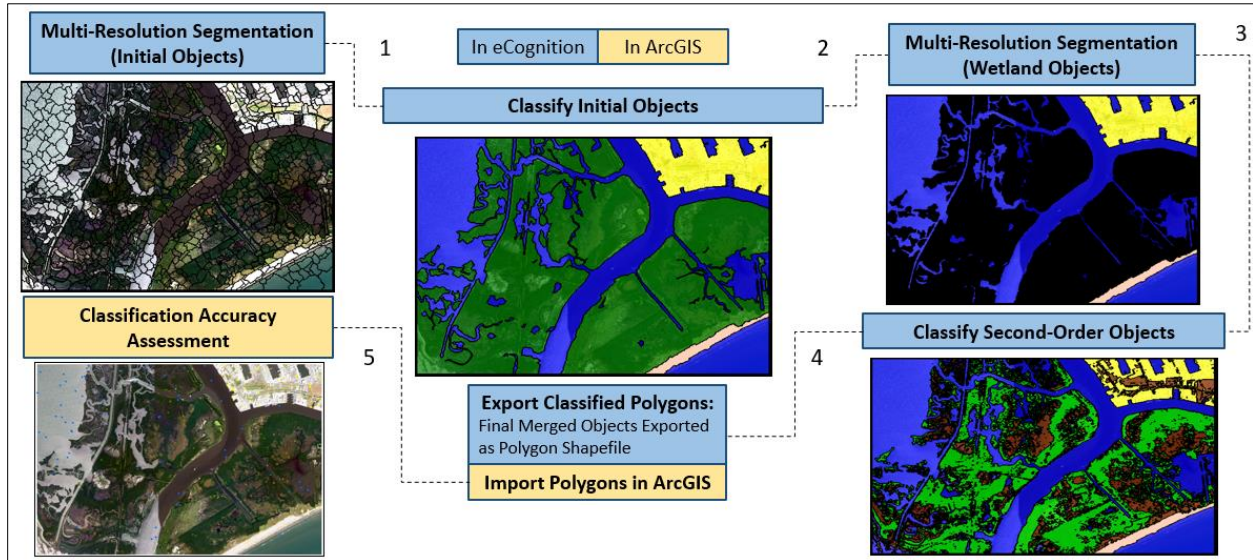 Multi-Resolution Segmentation
(Initial Objects)
1
In eCognition
In ArcGIS
2
Multi-Resolution Segmentation
(Wetland Objects)
3
Classify Initial Objects
Classification Accuracy
Assessment
5
Classify Second-Order Objects
4
Export Classified Polygons:
Final Merged Objects Exported
as Polygon Shapefile
Import Polygons in ArcGIS